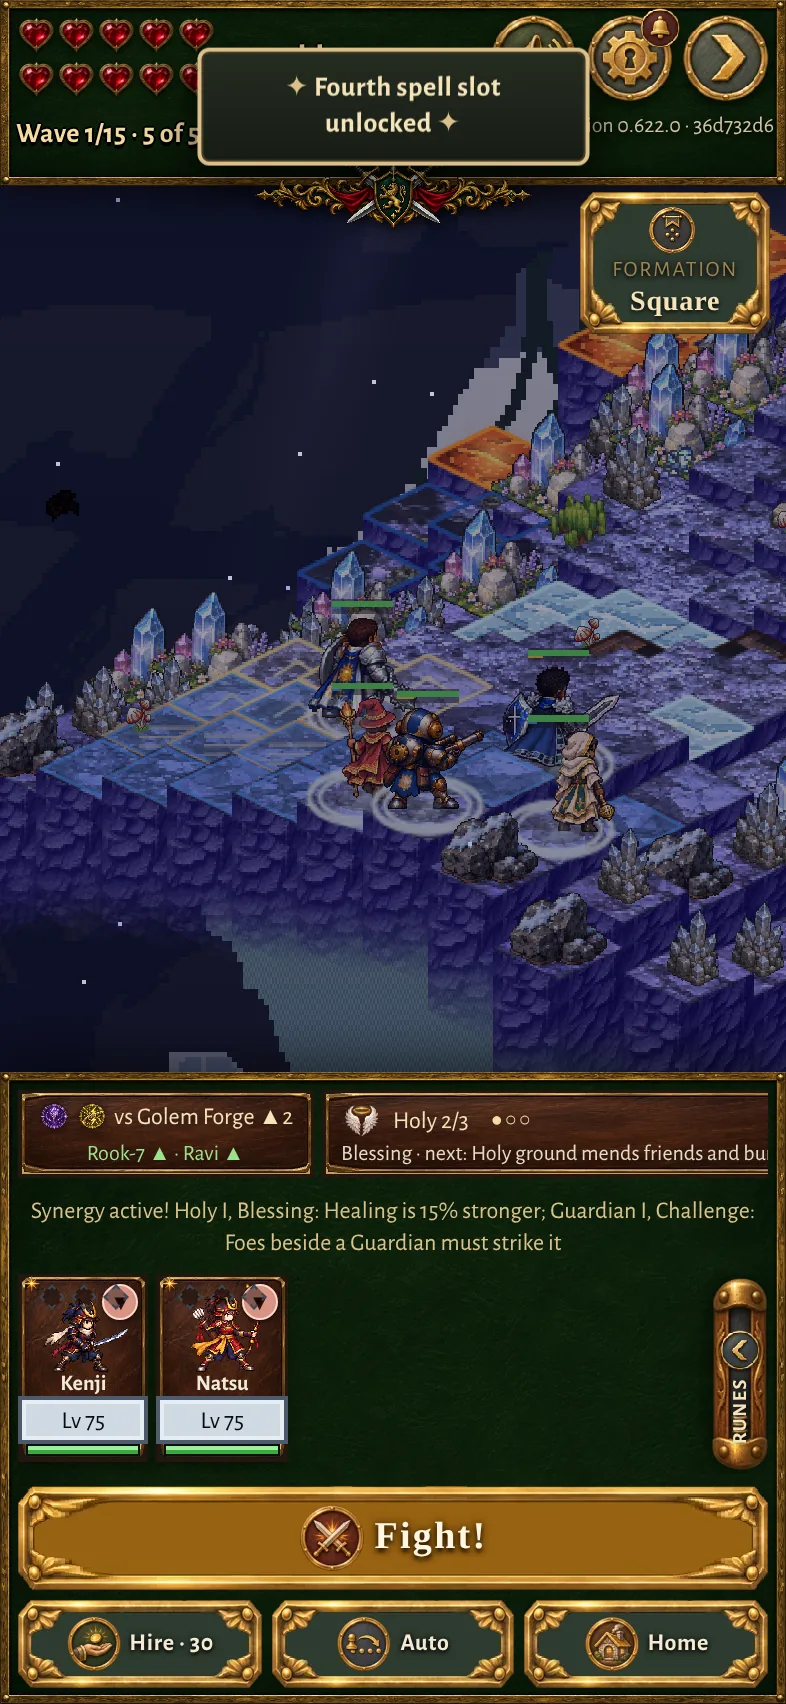 ✦ Fourth spell slot
unlocked ✦
Wave 1/15 · 5 of 5
ion 0.622.0 · 36d732d6
FORMATION
Square
vs Golem Forge ▲2
Rook-7 ▲ · Ravi ▲
Holy 2/3 ●○○
Blessing · next: Holy ground mends friends and bu
Synergy active! Holy I, Blessing: Healing is 15% stronger; Guardian I, Challenge:
Foes beside a Guardian must strike it
Kenji
Lv 75
Natsu
Lv 75
RUNES
Fight!
Hire · 30
Auto
Home